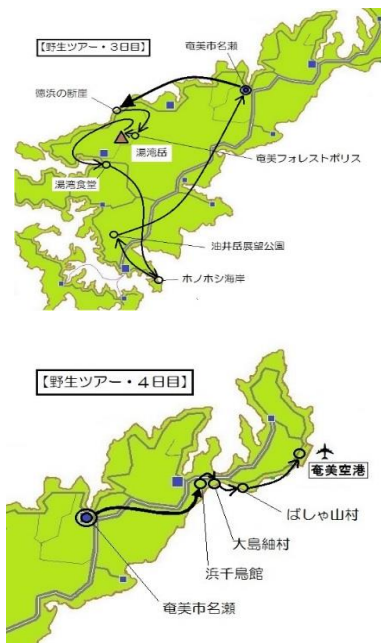 【野生ツアー・3日目】
奄美市名瀬
徳浜の断崖
湯湾岳
奄美フォレストポリス
湯湾食堂
油井岳展望公園
ホノホシ海岸
【野生ツアー・4日目】
奄美空港
ばしゃ山村
大島紬村
浜千鳥館
奄美市名瀬